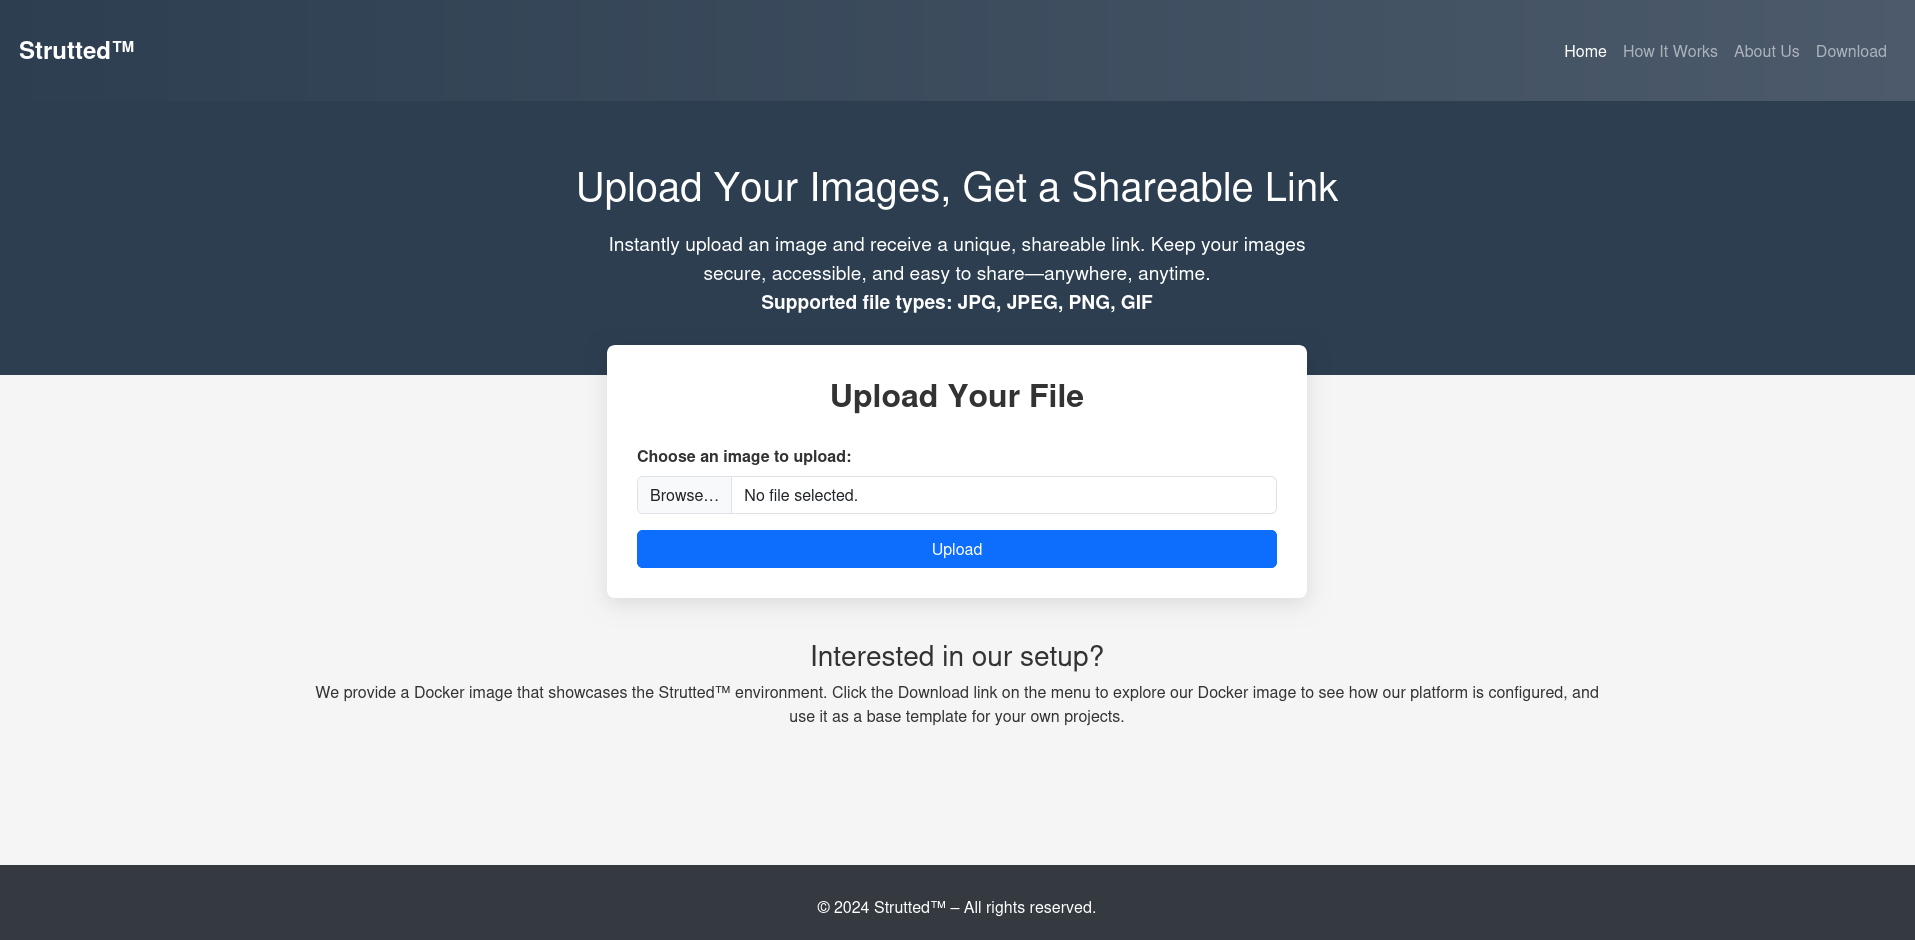 Strutted™
Home
How It Works
About Us
Download
Upload Your Images, Get a Shareable Link
Instantly upload an image and receive a unique, shareable link. Keep your images
secure, accessible, and easy to share—anywhere, anytime.
Supported file types: JPG, JPEG, PNG, GIF
Upload Your File
Choose an image to upload:
Browse… No file selected.
Upload
Interested in our setup?
We provide a Docker image that showcases the Strutted™ environment. Click the Download link on the menu to explore our Docker image to see how our platform is configured, and
use it as a base template for your own projects.
© 2024 Strutted™ – All rights reserved.